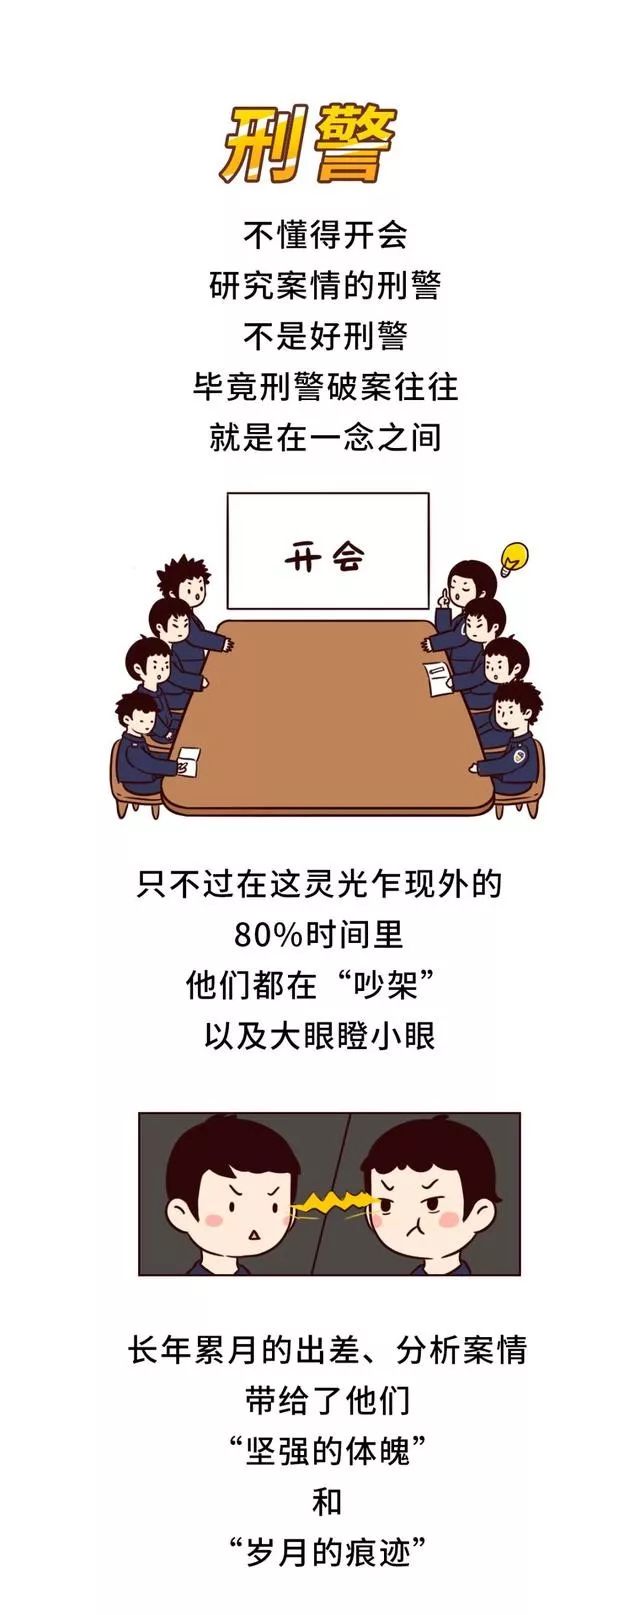 刑警
不懂得开会
研究案情的刑警
不是好刑警
毕竟刑警破案往往
就是在一念之间
开会
只不过在这灵光乍现外的
80%时间里
他们都在“吵架”
以及大眼瞪小眼
长年累月的出差、分析案情
带给了他们
“坚强的体魄”
和
“岁月的痕迹”